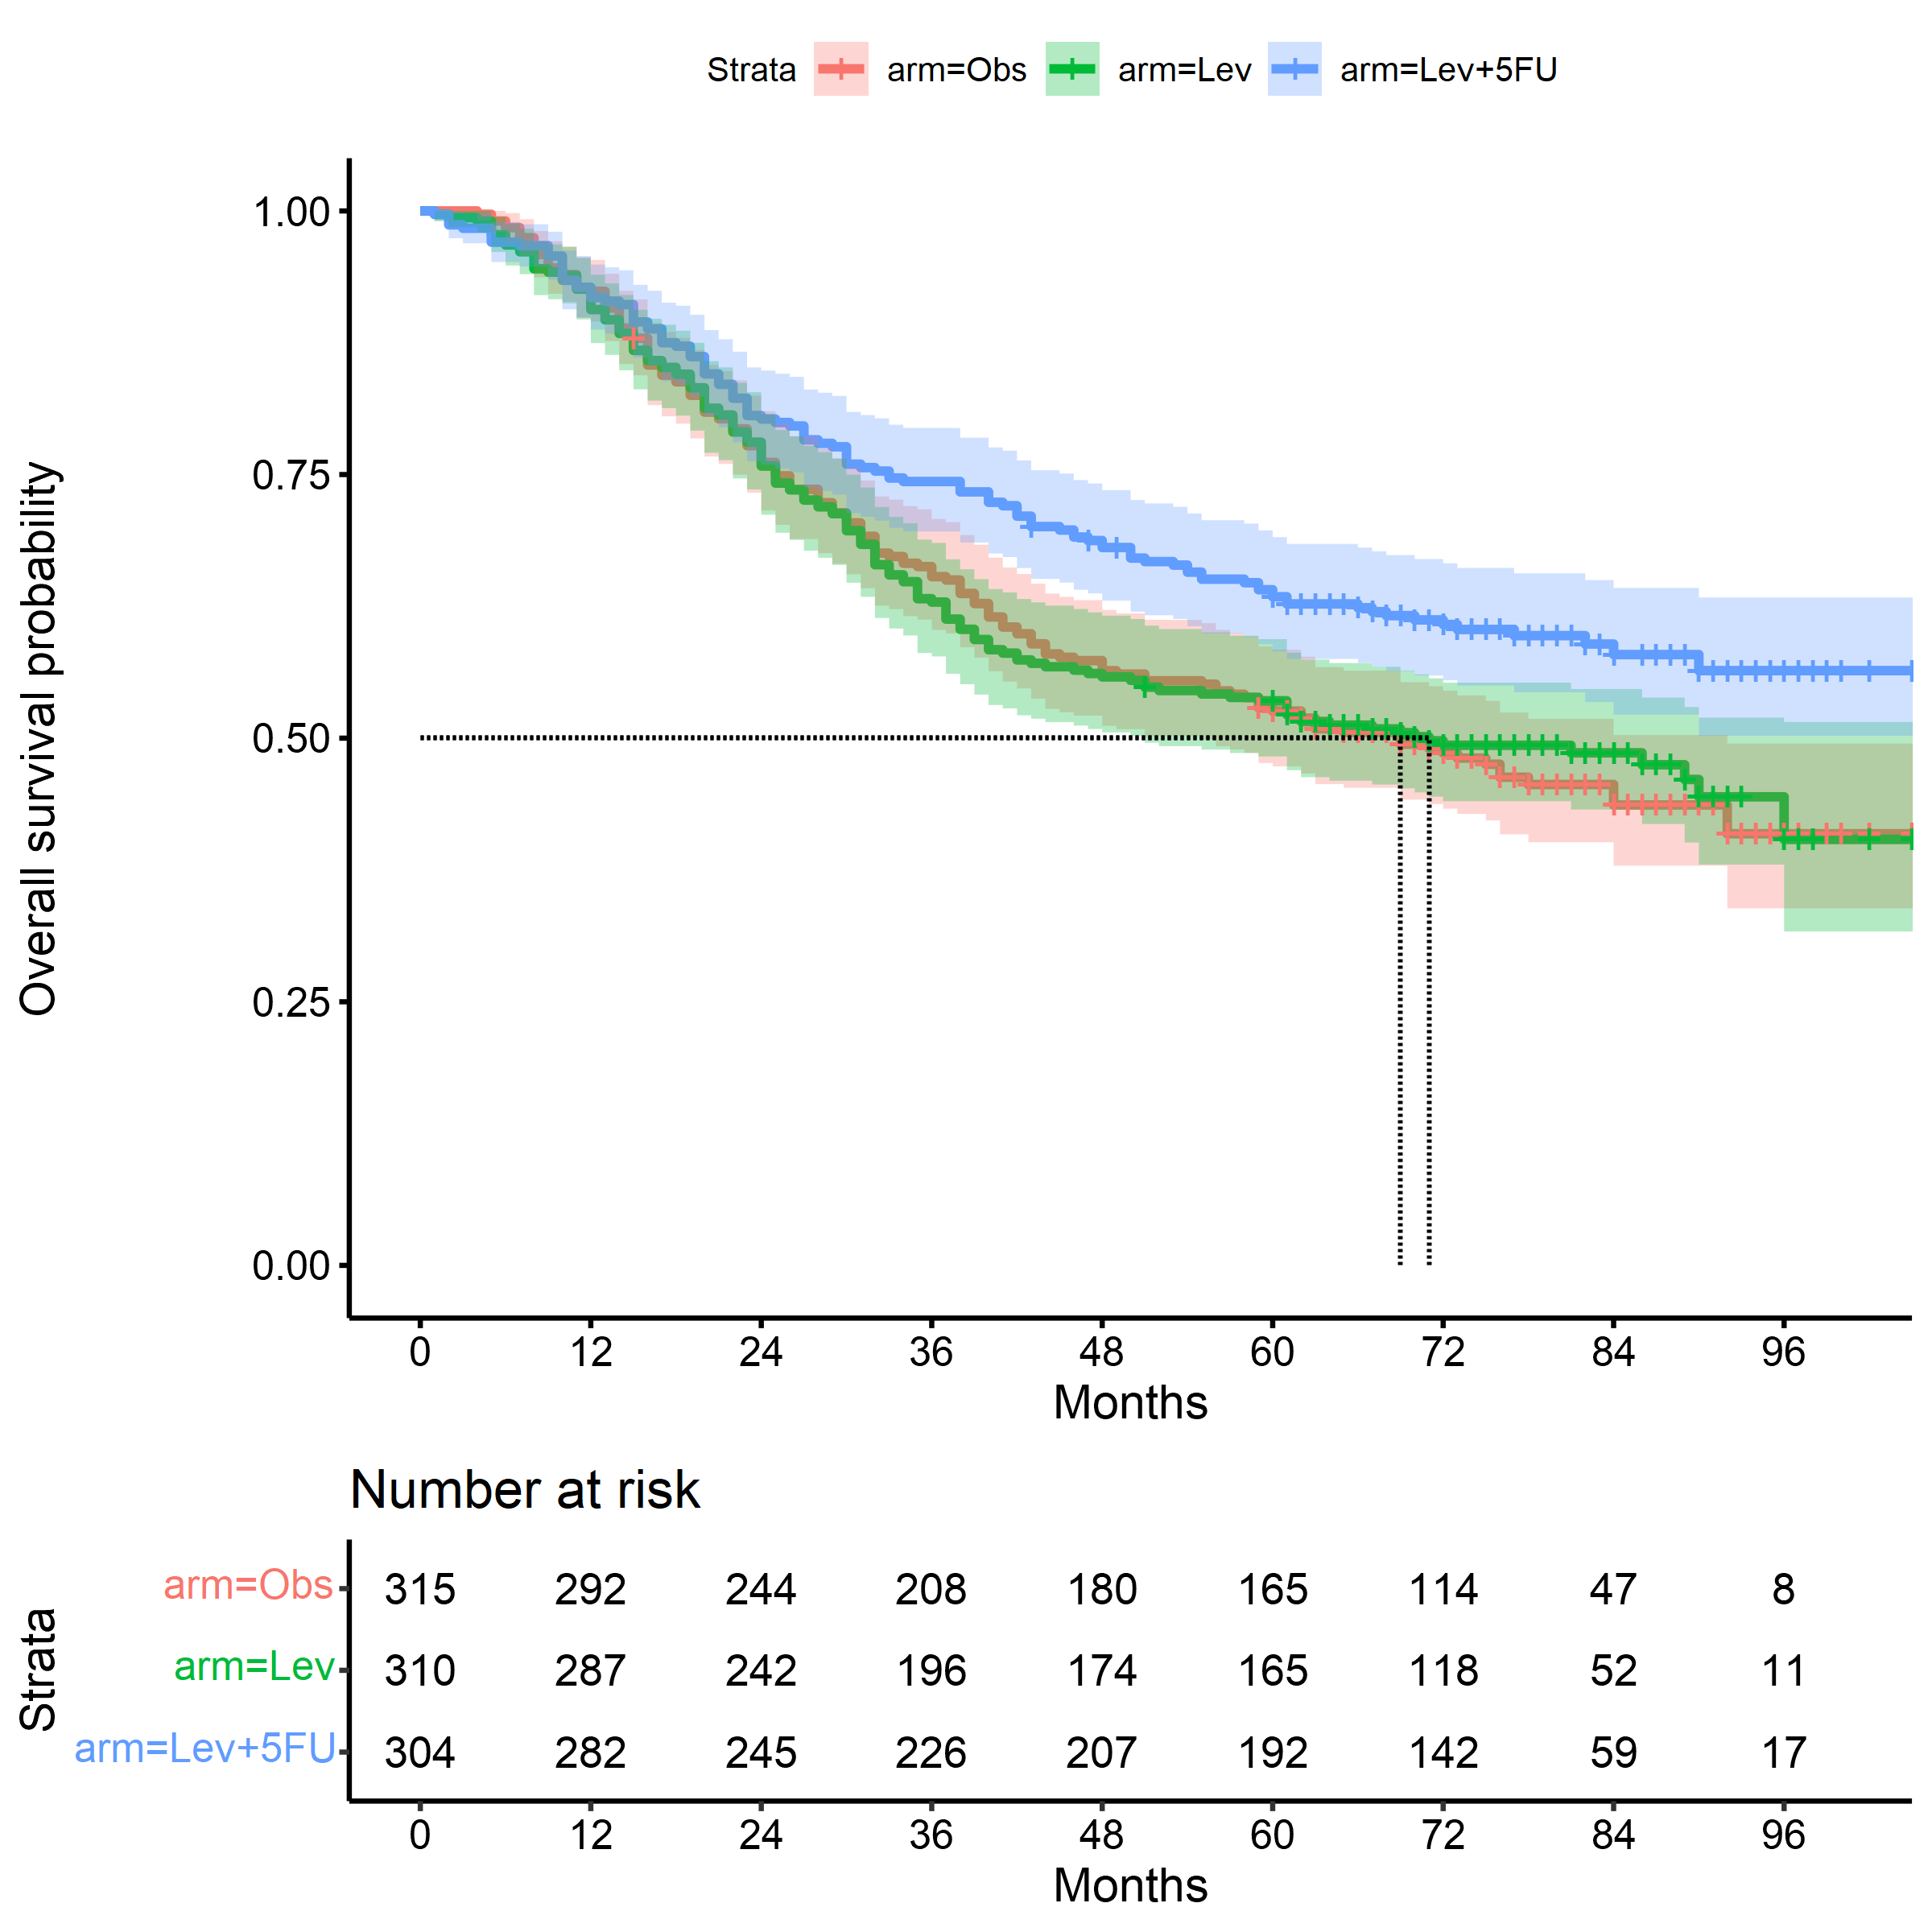 Strata arm=Obs arm=Lev arm=Lev+5FU
Overall survival probability
1.00
0.75
0.50
0.25
0.00
0 12 24 36 48 60 72 84 96
Months
Number at risk
Strata
arm=Obs 315 292 244 208 180 165 114 47 8
arm=Lev 310 287 242 196 174 165 118 52 11
arm=Lev+5FU 304 282 245 226 207 192 142 59 17
0 12 24 36 48 60 72 84 96
Months